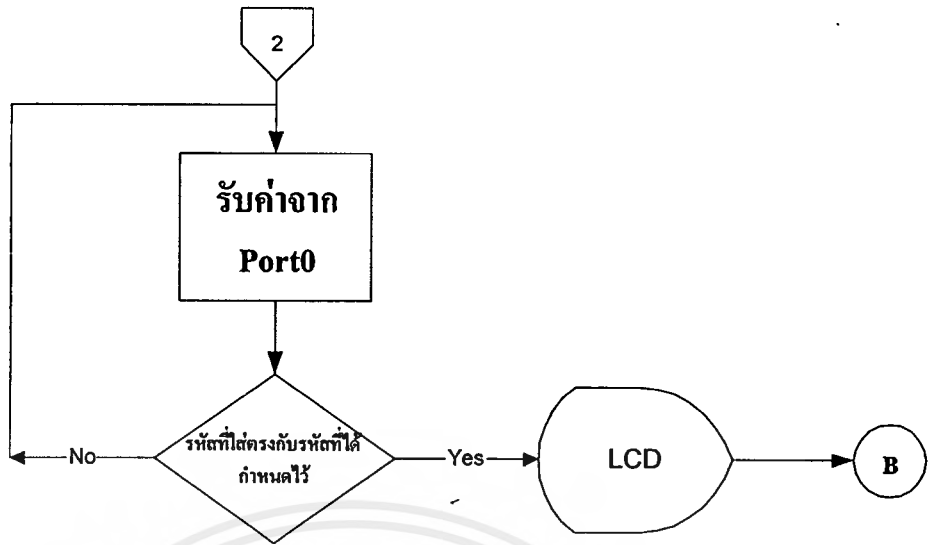 2
รับค่าจาก
Port0
รหัสที่ใส่ตรงกับรหัสที่ได้
กำหนดไว้
No
Yes
LCD
B